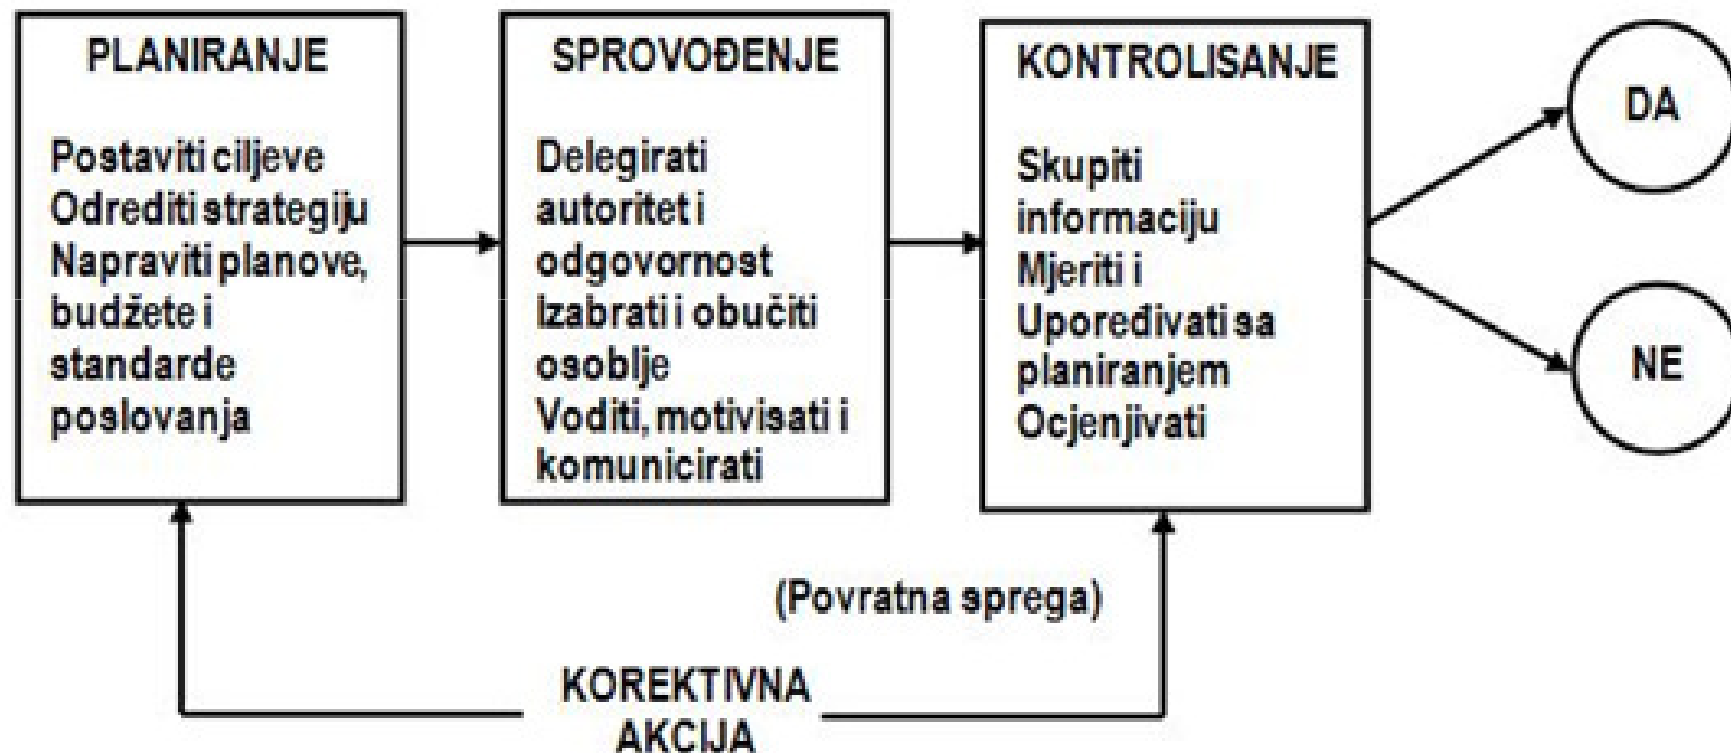 PLANIRANJE
Postaviti ciljeve
Odrediti strategiju
Napraviti planove,
budžete i
standarde
poslovanja
SPROVOĐENJE
Delegirati
autoritet i
odgovornost
Izabrati i obučiti
osoblje
Voditi, motivisati i
komunicirati
KONTROLISANJE
Skupiti
informaciju
Mjeriti i
Upoređivati sa
planiranjem
Ocjenjivati
DA
NE
(Povratna sprega)
KOREKTIVNA
AKCIJA